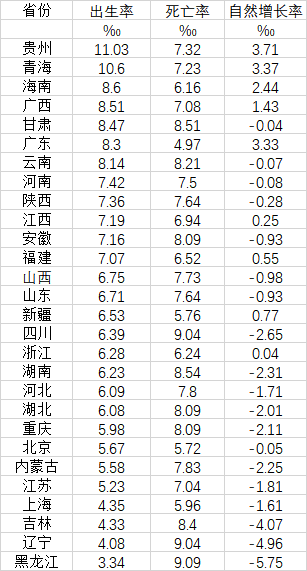 省份 出生率 死亡率 自然增长率
‰ ‰ ‰
贵州 11.03 7.32 3.71
青海 10.6 7.23 3.37
海南 8.6 6.16 2.44
广西 8.51 7.08 1.43
甘肃 8.47 8.51 -0.04
广东 8.3 4.97 3.33
云南 8.14 8.21 -0.07
河南 7.42 7.5 -0.08
陕西 7.36 7.64 -0.28
江西 7.19 6.94 0.25
安徽 7.16 8.09 -0.93
福建 7.07 6.52 0.55
山西 6.75 7.73 -0.98
山东 6.71 7.64 -0.93
新疆 6.53 5.76 0.77
四川 6.39 9.04 -2.65
浙江 6.28 6.24 0.04
湖南 6.23 8.54 -2.31
河北 6.09 7.8 -1.71
湖北 6.08 8.09 -2.01
重庆 5.98 8.09 -2.11
北京 5.67 5.72 -0.05
内蒙古 5.58 7.83 -2.25
江苏 5.23 7.04 -1.81
上海 4.35 5.96 -1.61
吉林 4.33 8.4 -4.07
辽宁 4.08 9.04 -4.96
黑龙江 3.34 9.09 -5.75